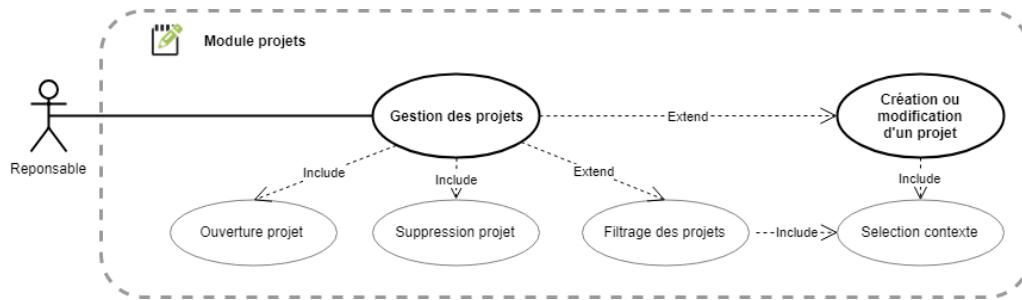 Module projets
Reponsable
Gestion des projets
Extend
Création ou
modification
d'un projet
Include
Include
Extend
Include
Ouverture projet
Suppression projet
Filtrage des projets
Include
Selection contexte